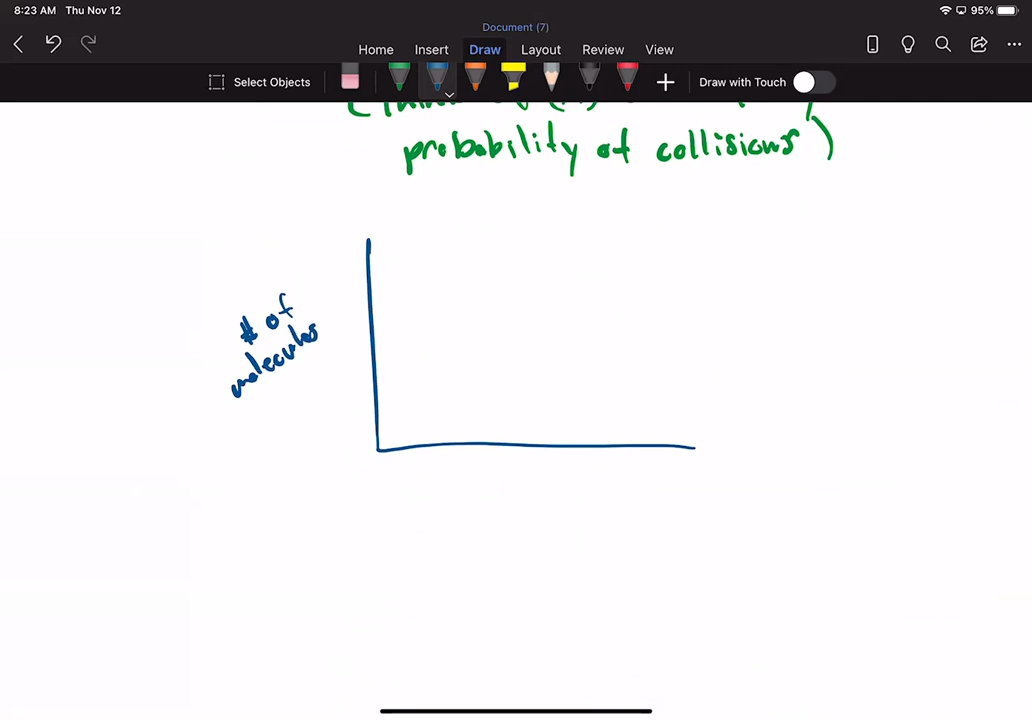 8:23 AM Thu Nov 12
95%
Document (7)
Home Insert Draw Layout Review View
Select Objects
Draw with Touch
probability of collisions)
# of
molecules